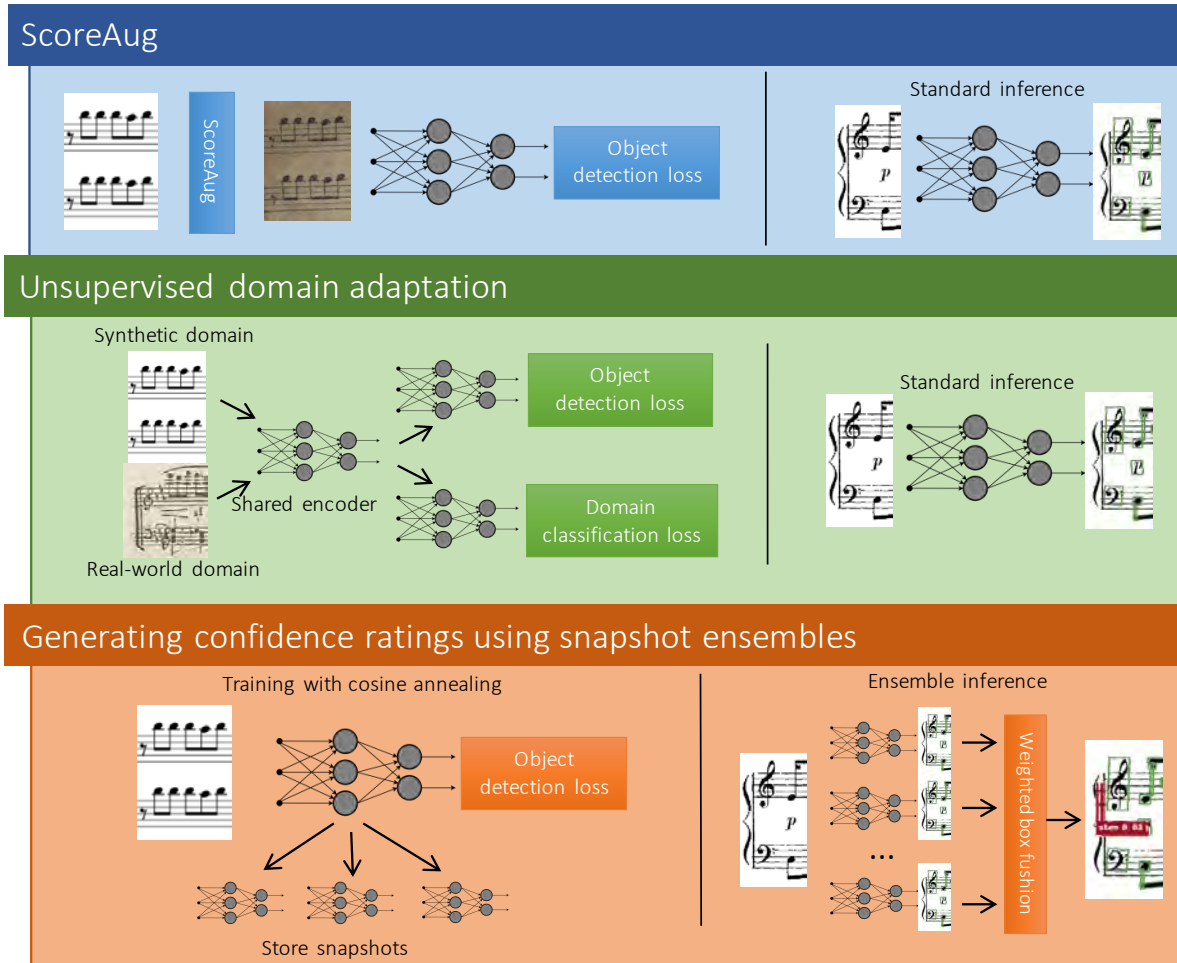 ScoreAug
ScoreAug
Object
detection loss
Standard inference
p
Unsupervised domain adaptation
Synthetic domain
Shared encoder
Real-world domain
Object
detection loss
Domain
classification loss
Standard inference
p
Generating confidence ratings using snapshot ensembles
Training with cosine annealing
Object
detection loss
Store snapshots
Ensemble inference
p
...
Weighted box fushion